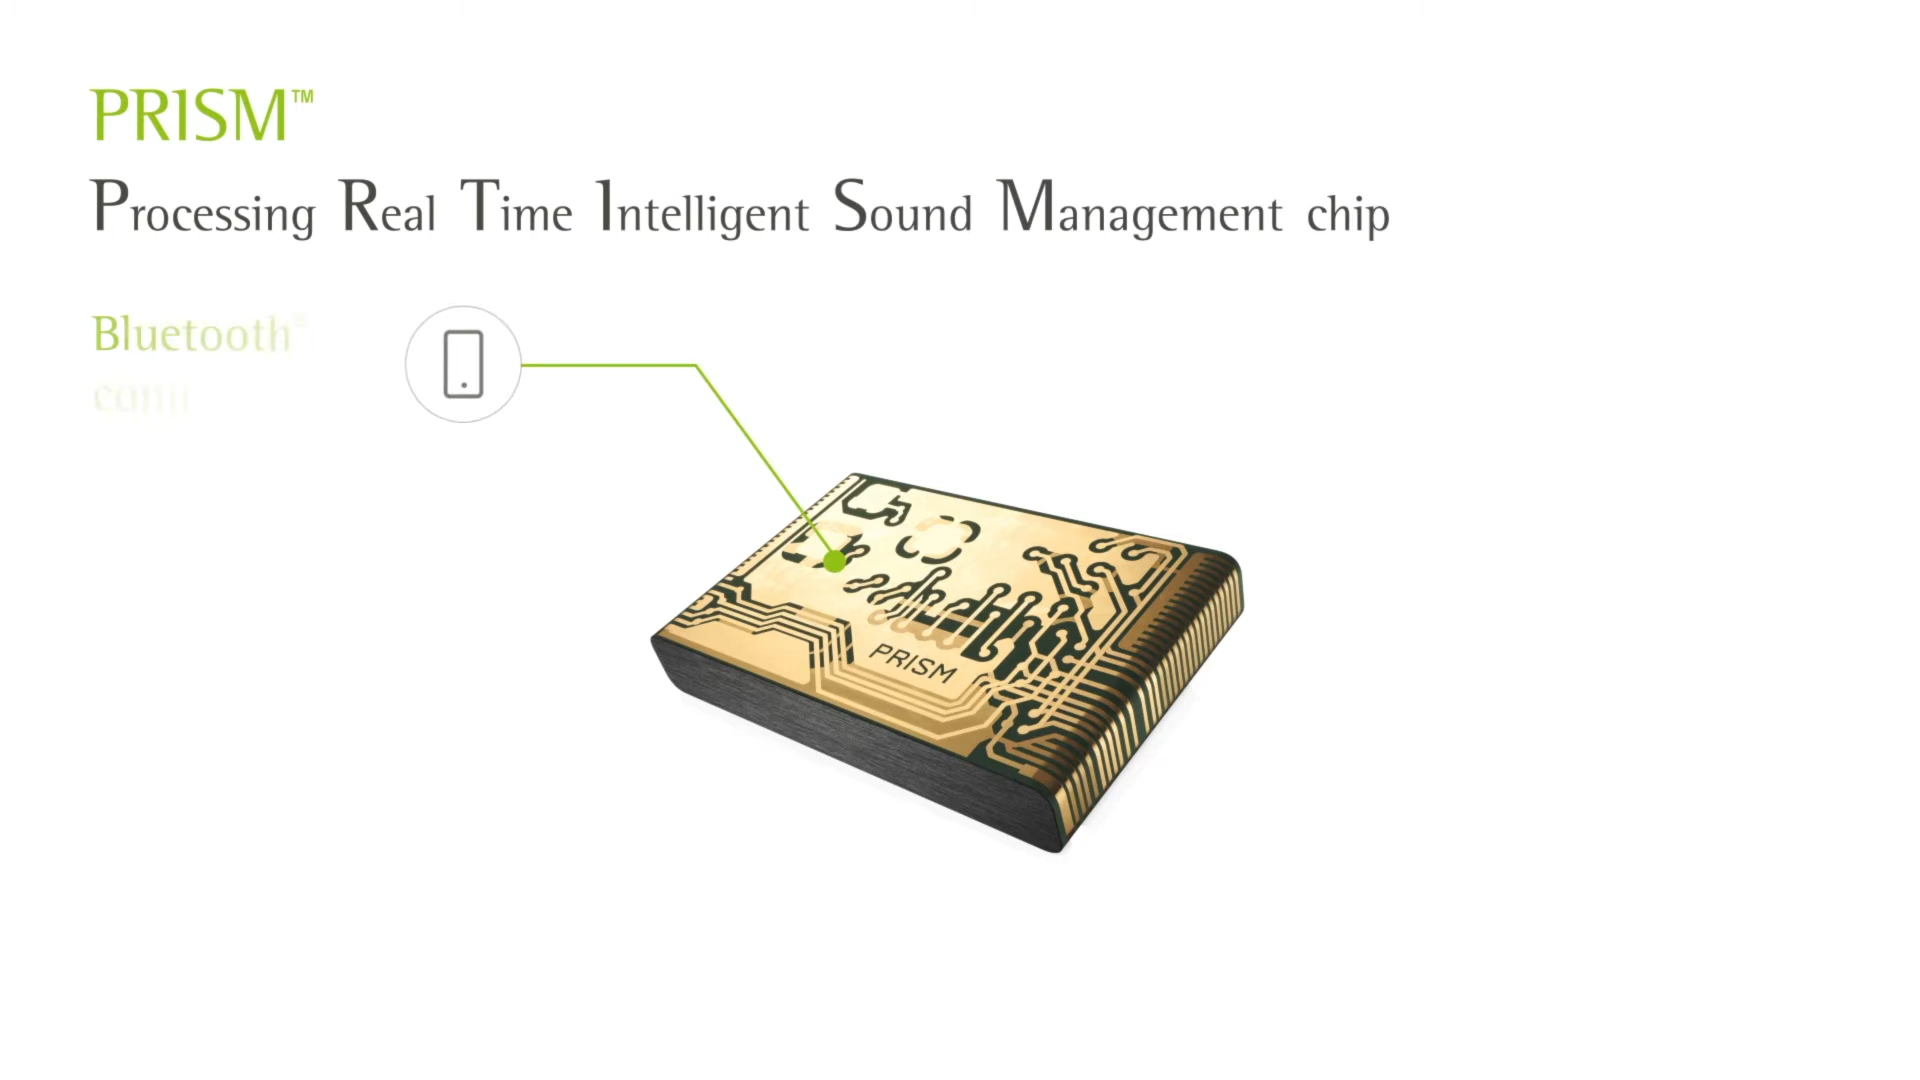 PRISM™
Processing Real Time Intelligent Sound Management chip
Bluetooth®
PRISM